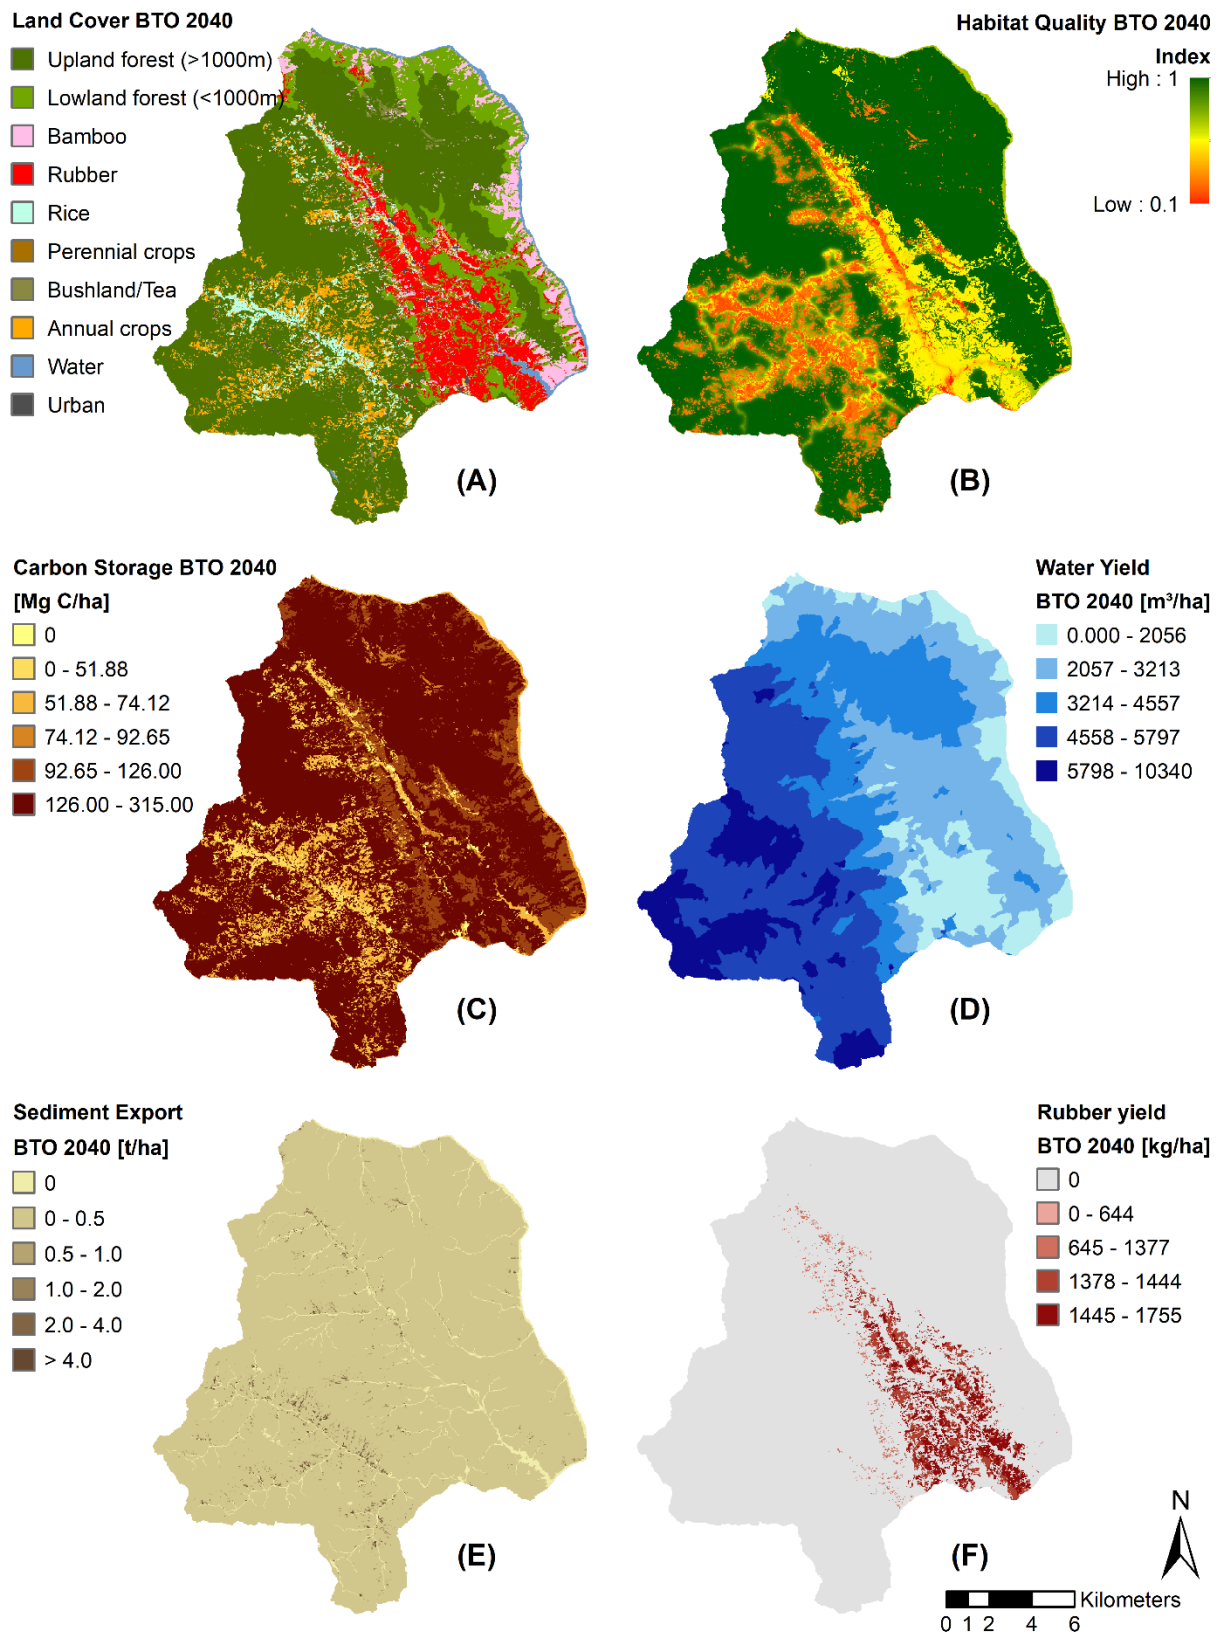 Land Cover BTO 2040
Upland forest (>1000m)
Lowland forest (<1000m)
Bamboo
Rubber
Rice
Perennial crops
Bushland/Tea
Annual crops
Water
Urban
(A)
Habitat Quality BTO 2040
Index
High : 1
Low : 0.1
(B)
Carbon Storage BTO 2040
[Mg C/ha]
0
0 - 51.88
51.88 - 74.12
74.12 - 92.65
92.65 - 126.00
126.00 - 315.00
(C)
Water Yield
BTO 2040 [m³/ha]
0.000 - 2056
2057 - 3213
3214 - 4557
4558 - 5797
5798 - 10340
(D)
Sediment Export
BTO 2040 [t/ha]
0
0 - 0.5
0.5 - 1.0
1.0 - 2.0
2.0 - 4.0
> 4.0
(E)
Rubber yield
BTO 2040 [kg/ha]
0
0 - 644
645 - 1377
1378 - 1444
1445 - 1755
(F)
N
Kilometers
0 1 2 4 6